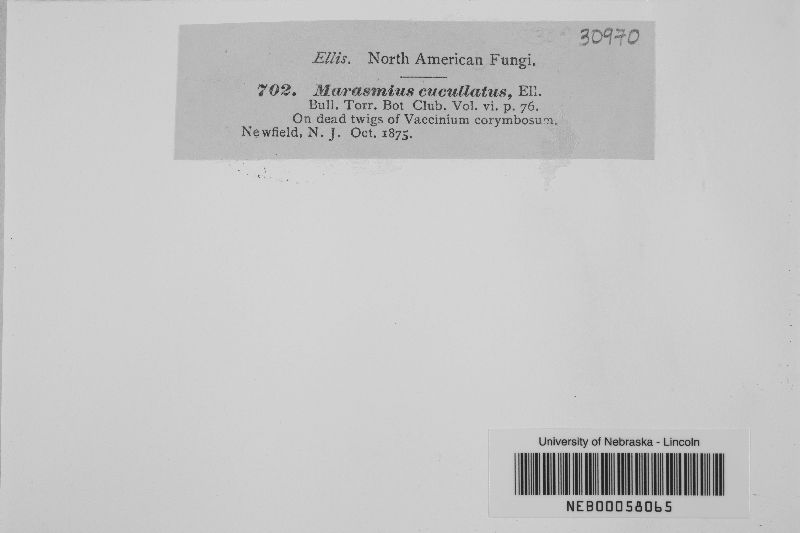 30970
Ellis. North American Fungi.
702. Marasmius cucullatus, Ell.
Bull. Torr. Bot Club. Vol. vi. p. 76.
On dead twigs of Vaccinium corymbosum.
Newfield, N. J. Oct. 1875.
University of Nebraska - Lincoln
NEB00058065